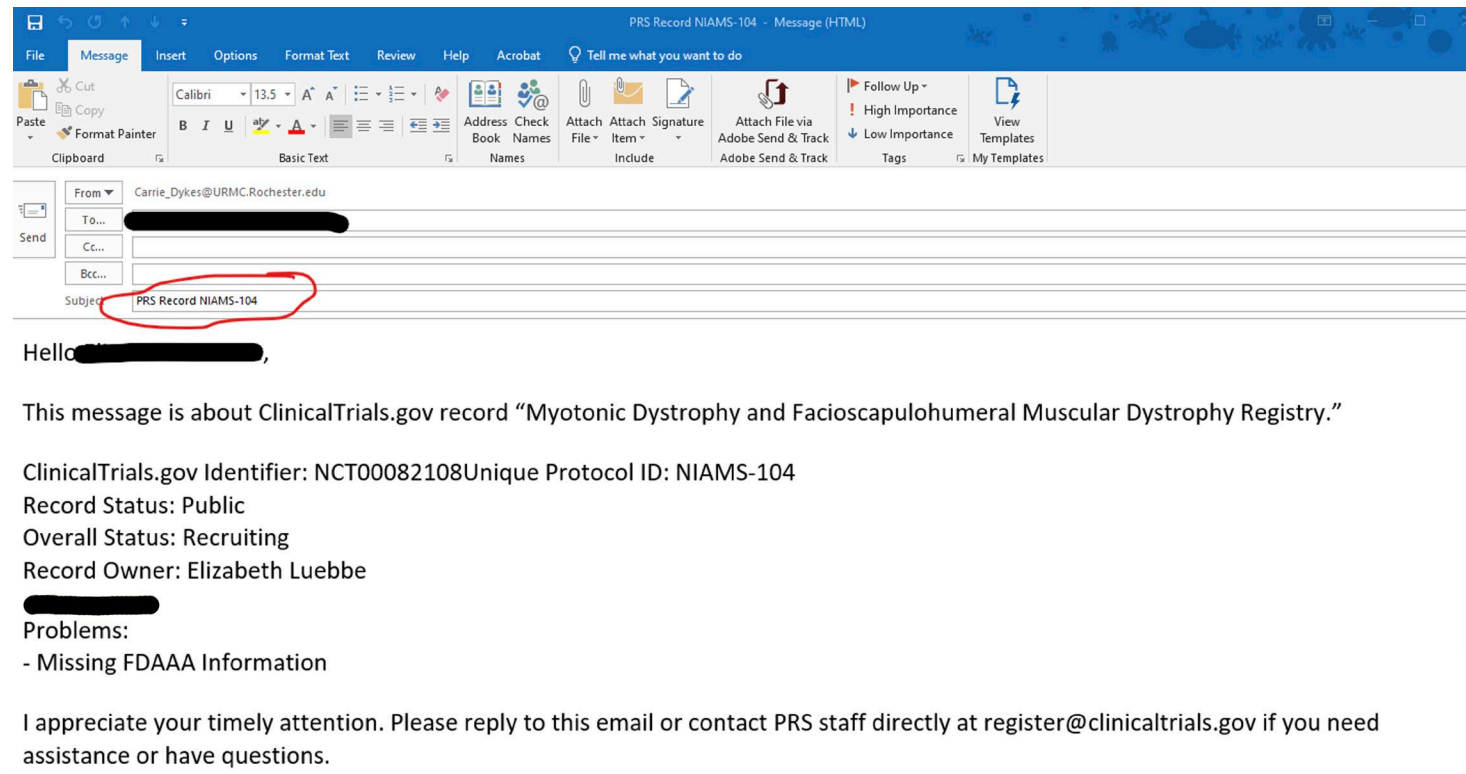 PRS Record NIAMS-104 - Message (HTML)
File Message Insert Options Format Text Review Help Acrobat Tell me what you want to do
Cut
Copy
Paste
Format Painter
Clipboard
Calibri 13.5
B I U
Basic Text
Address Book
Check Names
Names
Attach File
Attach Item
Signature
Include
Attach File via
Adobe Send & Track
Adobe Send & Track
Follow Up
High Importance
Low Importance
Tags
View
Templates
My Templates
Send
From Carrie_Dykes@URMC.Rochester.edu
To...
Cc...
Bcc...
Subject PRS Record NIAMS-104
Hello ,
This message is about ClinicalTrials.gov record “Myotonic Dystrophy and Facioscapulohumeral Muscular Dystrophy Registry.”
ClinicalTrials.gov Identifier: NCT00082108Unique Protocol ID: NIAMS-104
Record Status: Public
Overall Status: Recruiting
Record Owner: Elizabeth Luebbe
Problems:
- Missing FDAAA Information
I appreciate your timely attention. Please reply to this email or contact PRS staff directly at register@clinicaltrials.gov if you need
assistance or have questions.